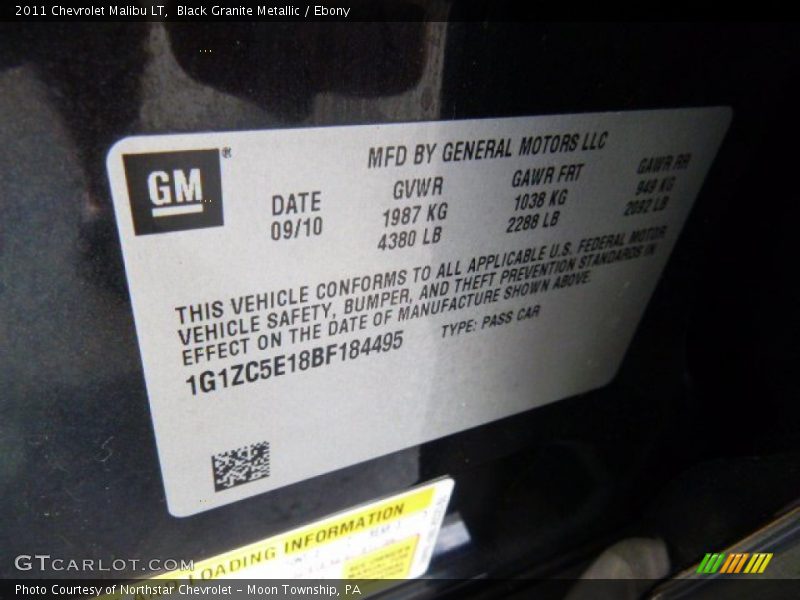 2011 Chevrolet Malibu LT, Black Granite Metallic / Ebony
GM®
MFD BY GENERAL MOTORS LLC
DATE GVWR GAWR FRT GAWR RR
09/10 1987 KG 1038 KG 949 KG
4380 LB 2288 LB 2092 LB
THIS VEHICLE CONFORMS TO ALL APPLICABLE U.S. FEDERAL MOTOR
VEHICLE SAFETY, BUMPER, AND THEFT PREVENTION STANDARDS IN
EFFECT ON THE DATE OF MANUFACTURE SHOWN ABOVE.
1G1ZC5E18BF184495 TYPE: PASS CAR
LOADING INFORMATION
GTCARLOT.COM
Photo Courtesy of Northstar Chevrolet - Moon Township, PA